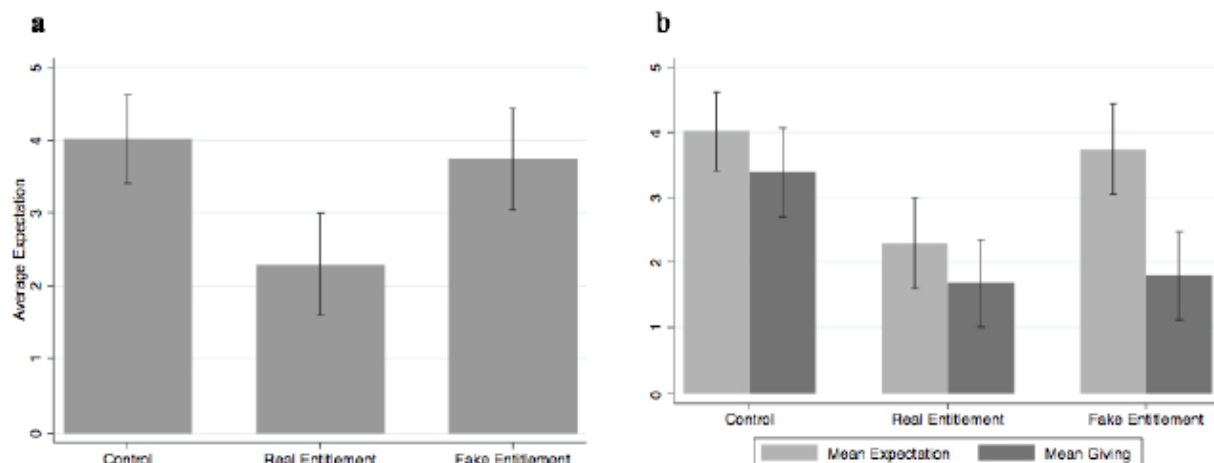 a
5
4
3
2
1
0
Average Expectation
Control Real Entitlement Fake Entitlement
b
5
4
3
2
1
0
Control Real Entitlement Fake Entitlement
Mean Expectation Mean Giving